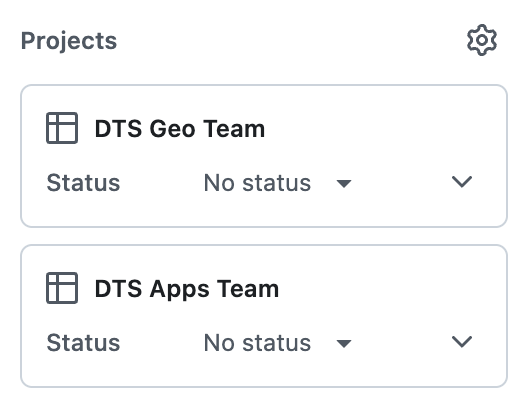 Projects
DTS Geo Team
Status No status
DTS Apps Team
Status No status